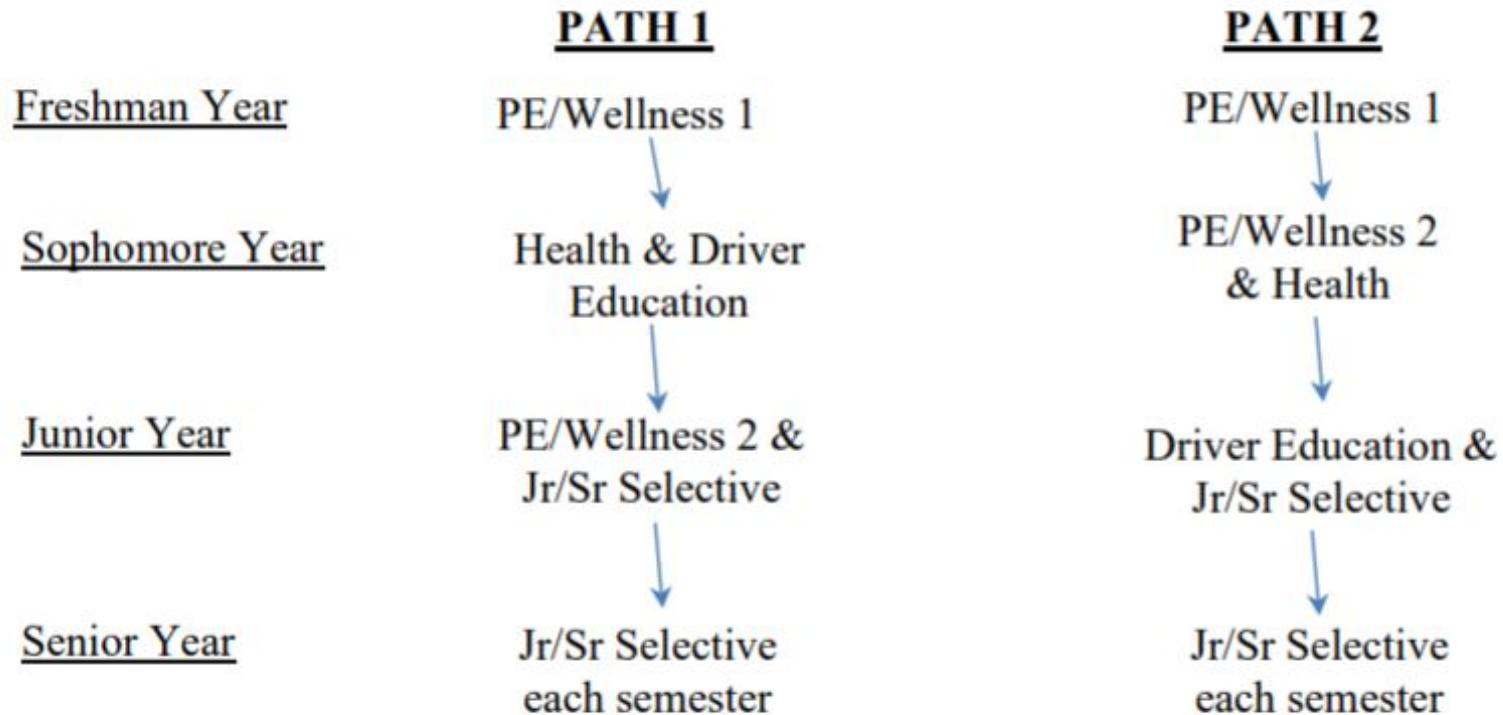 PATH 1
PATH 2
Freshman Year
PE/Wellness 1
PE/Wellness 1
Sophomore Year
Health & Driver
Education
PE/Wellness 2
& Health
Junior Year
PE/Wellness 2 &
Jr/Sr Selective
Driver Education &
Jr/Sr Selective
Senior Year
Jr/Sr Selective
each semester
Jr/Sr Selective
each semester